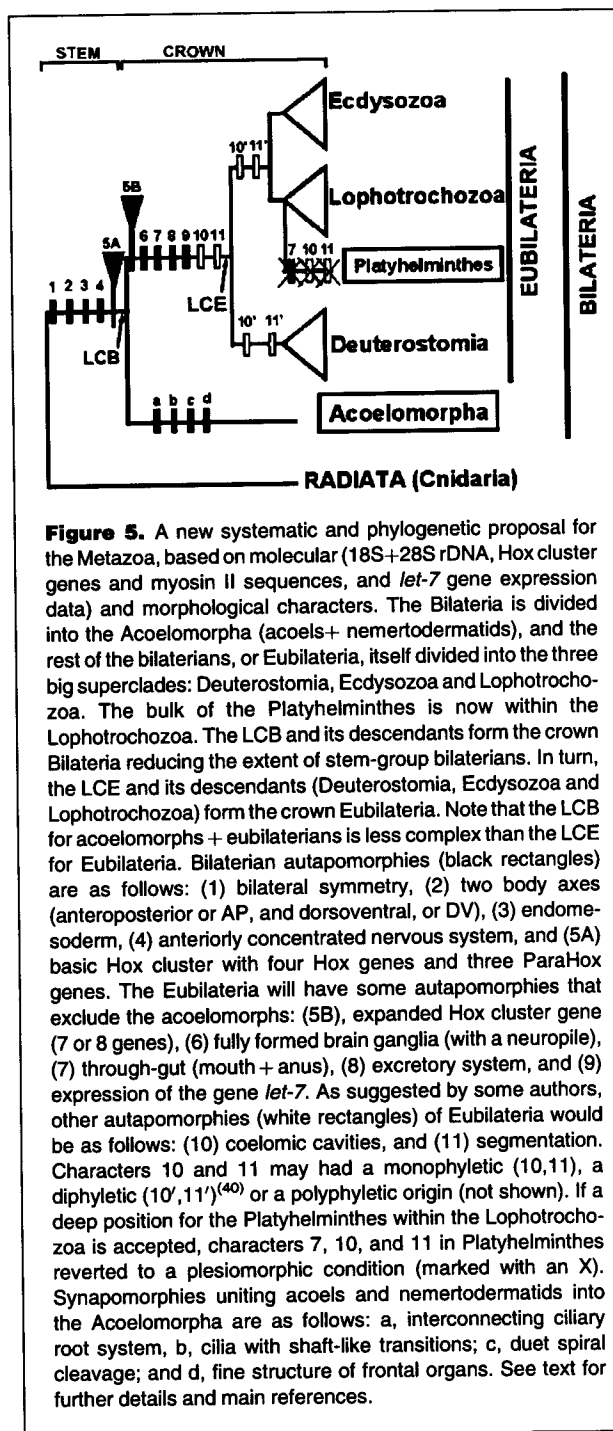 STEM CROWN
Ecdysozoa
10' 11'
5B
Lophotrochozoa
6 7 8 9 10 11
5A
7 10 11
Platyhelminthes
1 2 3 4
LCE
LCB
10' 11'
Deuterostomia
EUBILATERIA
BILATERIA
a b c d
Acoelomorpha
RADIATA (Cnidaria)
Figure 5. A new systematic and phylogenetic proposal for
the Metazoa, based on molecular (18S+28S rDNA, Hox cluster
genes and myosin II sequences, and let-7 gene expression
data) and morphological characters. The Bilateria is divided
into the Acoelomorpha (acoels+ nemertodermatids), and the
rest of the bilaterians, or Eubilateria, itself divided into the three
big superclades: Deuterostomia, Ecdysozoa and Lophotrocho-
zoa. The bulk of the Platyhelminthes is now within the
Lophotrochozoa. The LCB and its descendants form the crown
Bilateria reducing the extent of stem-group bilaterians. In turn,
the LCE and its descendants (Deuterostomia, Ecdysozoa and
Lophotrochozoa) form the crown Eubilateria. Note that the LCB
for acoelomorphs + eubilaterians is less complex than the LCE
for Eubilateria. Bilaterian autapomorphies (black rectangles)
are as follows: (1) bilateral symmetry, (2) two body axes
(anteroposterior or AP, and dorsoventral, or DV), (3) endome-
soderm, (4) anteriorly concentrated nervous system, and (5A)
basic Hox cluster with four Hox genes and three ParaHox
genes. The Eubilateria will have some autapomorphies that
exclude the acoelomorphs: (5B), expanded Hox cluster gene
(7 or 8 genes), (6) fully formed brain ganglia (with a neuropile),
(7) through-gut (mouth + anus), (8) excretory system, and (9)
expression of the gene let-7. As suggested by some authors,
other autapomorphies (white rectangles) of Eubilateria would
be as follows: (10) coelomic cavities, and (11) segmentation.
Characters 10 and 11 may had a monophyletic (10,11), a
diphyletic (10',11')(40) or a polyphyletic origin (not shown). If a
deep position for the Platyhelminthes within the Lophotrocho-
zoa is accepted, characters 7, 10, and 11 in Platyhelminthes
reverted to a plesiomorphic condition (marked with an X).
Synapomorphies uniting acoels and nemertodermatids into
the Acoelomorpha are as follows: a, interconnecting ciliary
root system, b, cilia with shaft-like transitions; c, duet spiral
cleavage; and d, fine structure of frontal organs. See text for
further details and main references.